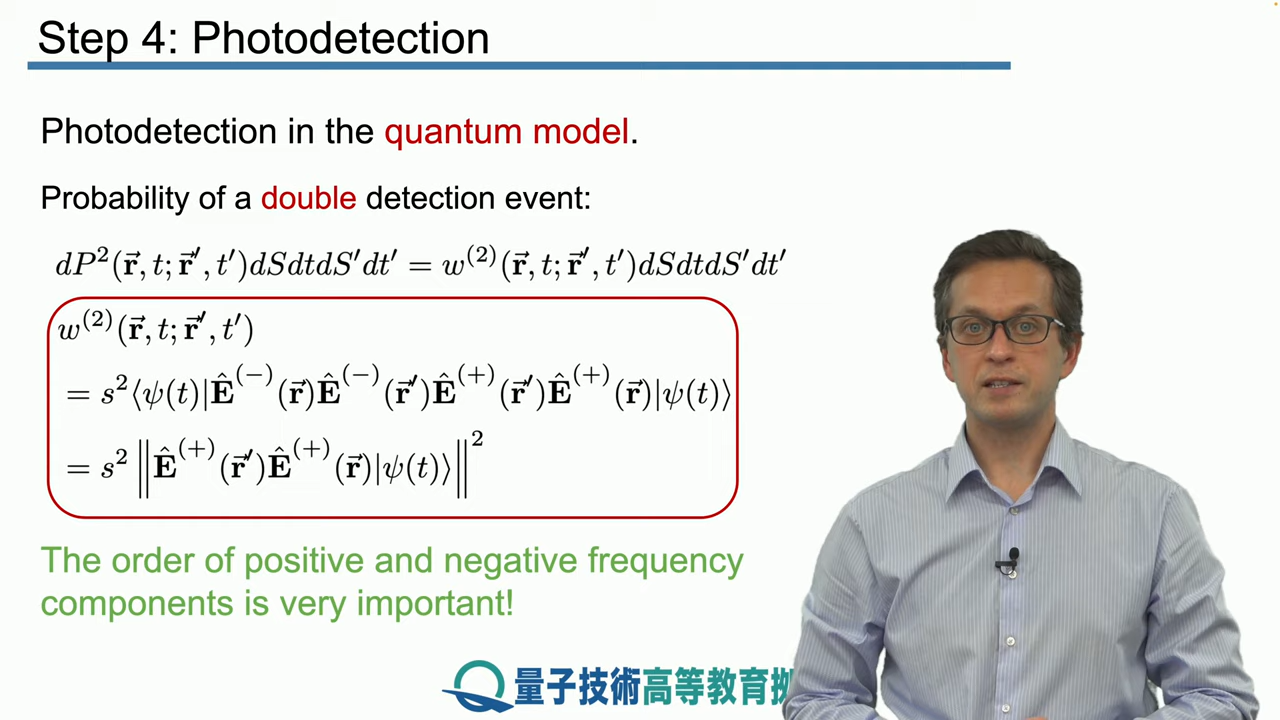 Step 4: Photodetection
Photodetection in the quantum model.
Probability of a double detection event:
dP²(r⃗, t; r⃗′, t′)dSdtdS′dt′ = w⁽²⁾(r⃗, t; r⃗′, t′)dSdtdS′dt′
w⁽²⁾(r⃗, t; r⃗′, t′)
= s²⟨ψ(t)|Ê⁽⁻⁾(r⃗)Ê⁽⁻⁾(r⃗′)Ê⁽⁺⁾(r⃗′)Ê⁽⁺⁾(r⃗)|ψ(t)⟩
= s²‖Ê⁽⁺⁾(r⃗′)Ê⁽⁺⁾(r⃗)|ψ(t)⟩‖²
The order of positive and negative frequency
components is very important!
量子技術高等教育拠